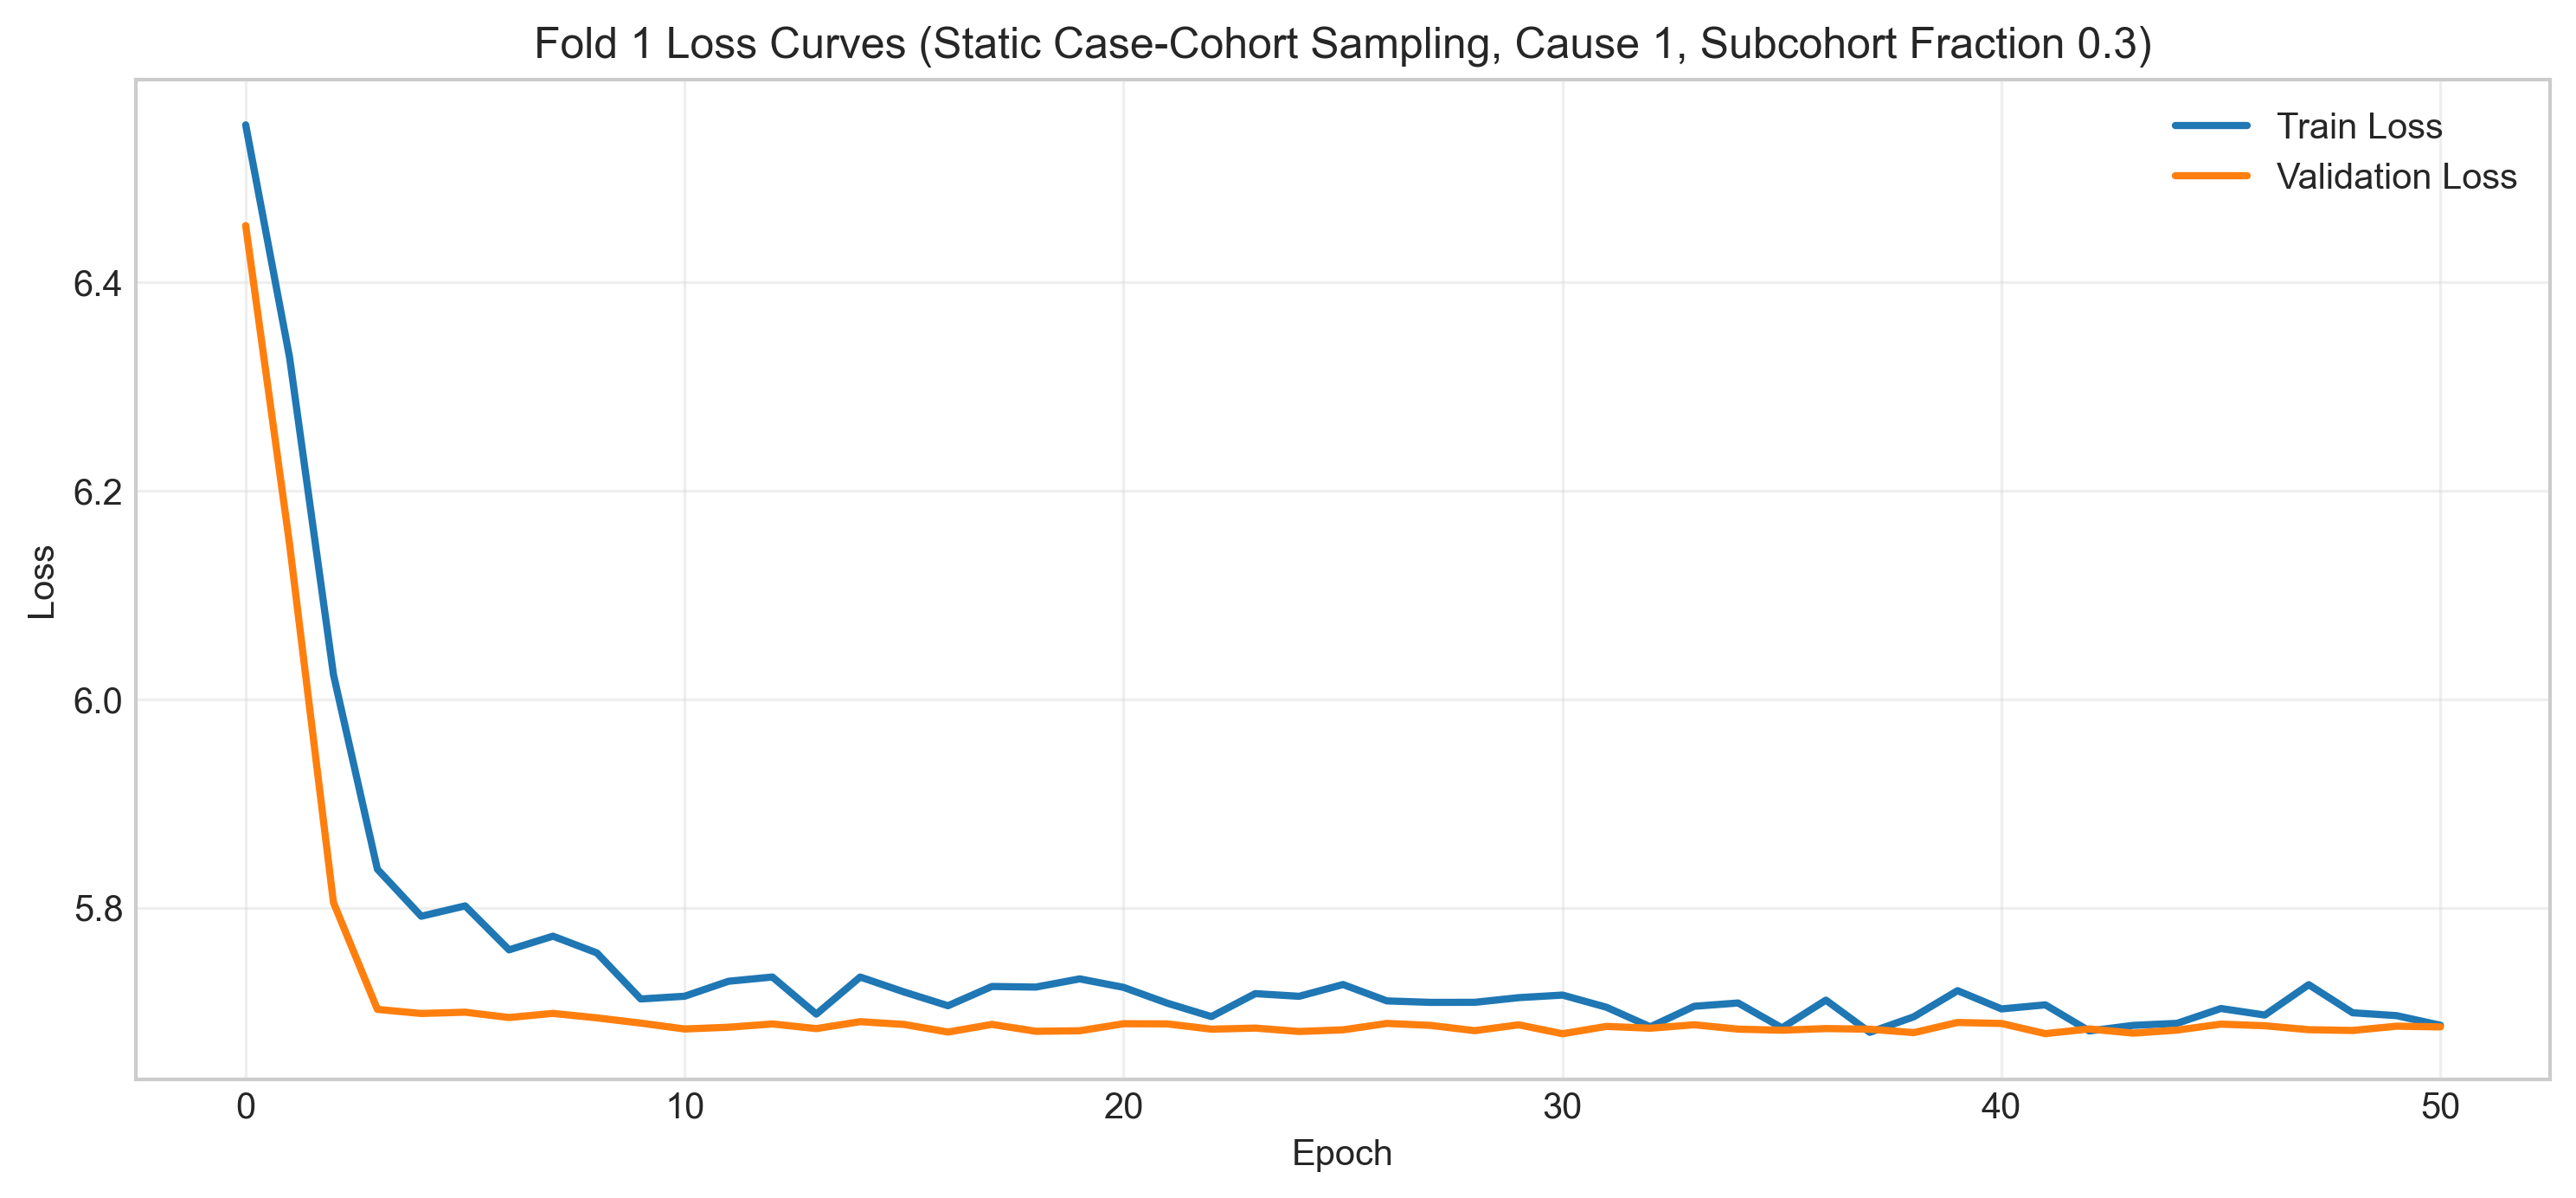 Fold 1 Loss Curves (Static Case-Cohort Sampling, Cause 1, Subcohort Fraction 0.3)
Train Loss
Validation Loss
6.4
6.2
6.0
5.8
Loss
0 10 20 30 40 50
Epoch